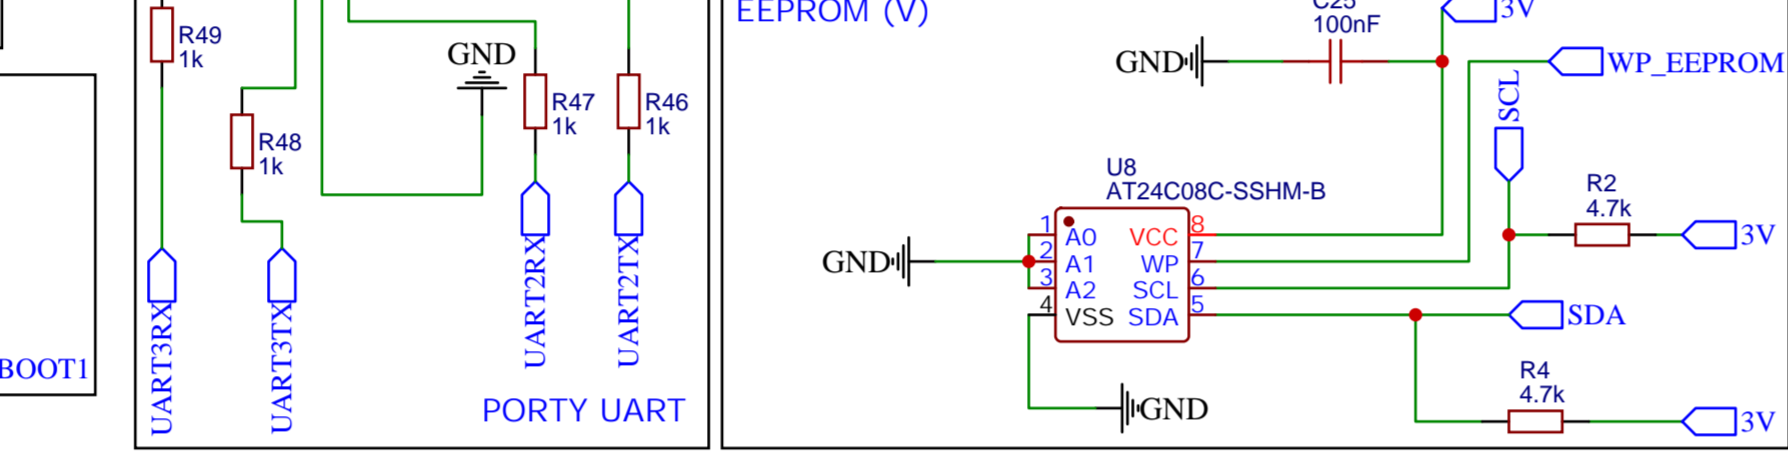 R49
1k
R48
1k
GND
R47
1k
R46
1k
UART3RX
UART3TX
UART2RX
UART2TX
BOOT1
PORTY UART
EEPROM (V)
C25
100nF
3V
GND
WP_EEPROM
SCL
U8
AT24C08C-SSHM-B
R2
4.7k
3V
GND
1 A0 VCC 8
2 A1 WP 7
3 A2 SCL 6
4 VSS SDA 5
SDA
GND
R4
4.7k
3V